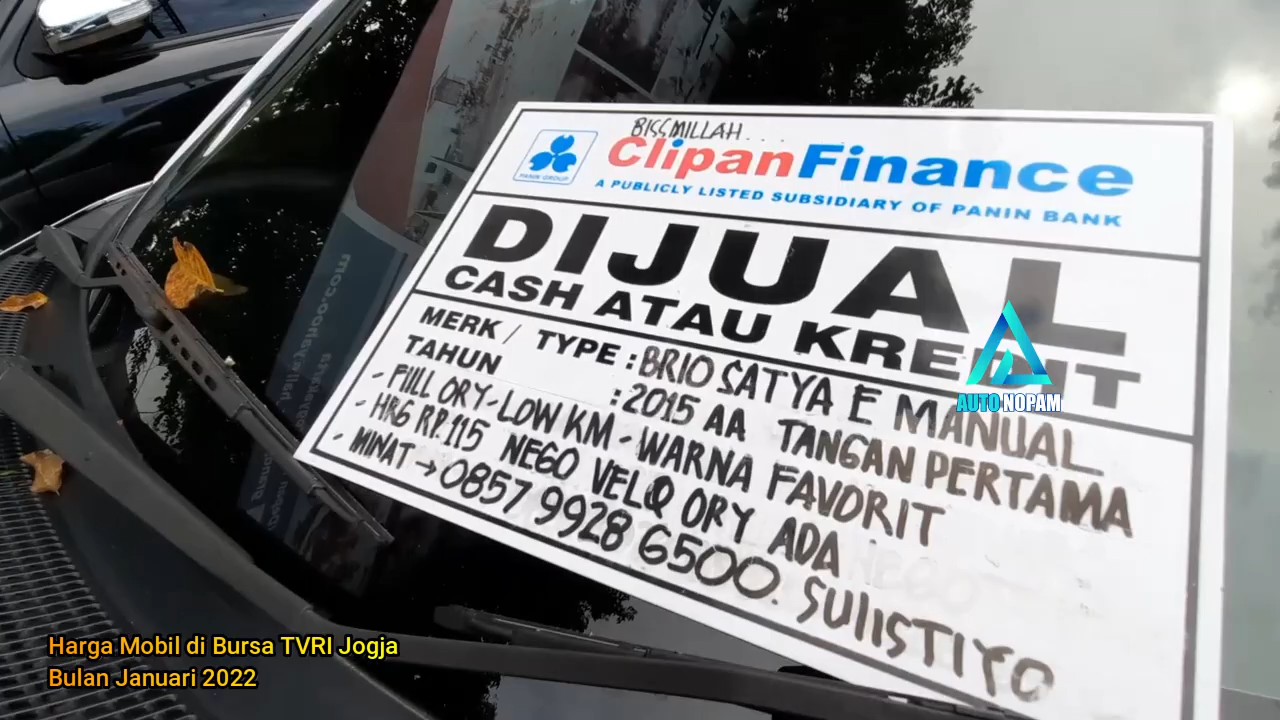 BISSMILLAH...
PANIN GROUP
ClipanFinance
A PUBLICLY LISTED SUBSIDIARY OF PANIN BANK
DIJUAL
CASH ATAU KREDIT
MERK / TYPE : BRIO SATYA E MANUAL
TAHUN : 2015 AA TANGAN PERTAMA
- FULL ORY - LOW KM - WARNA FAVORIT
- HRG RP.115 NEGO VELQ ORY ADA
- MINAT → 0857 9928 6500. SULISTIYO
NEGO
AUTO NOPAM
Harga Mobil di Bursa TVRI Jogja
Bulan Januari 2022